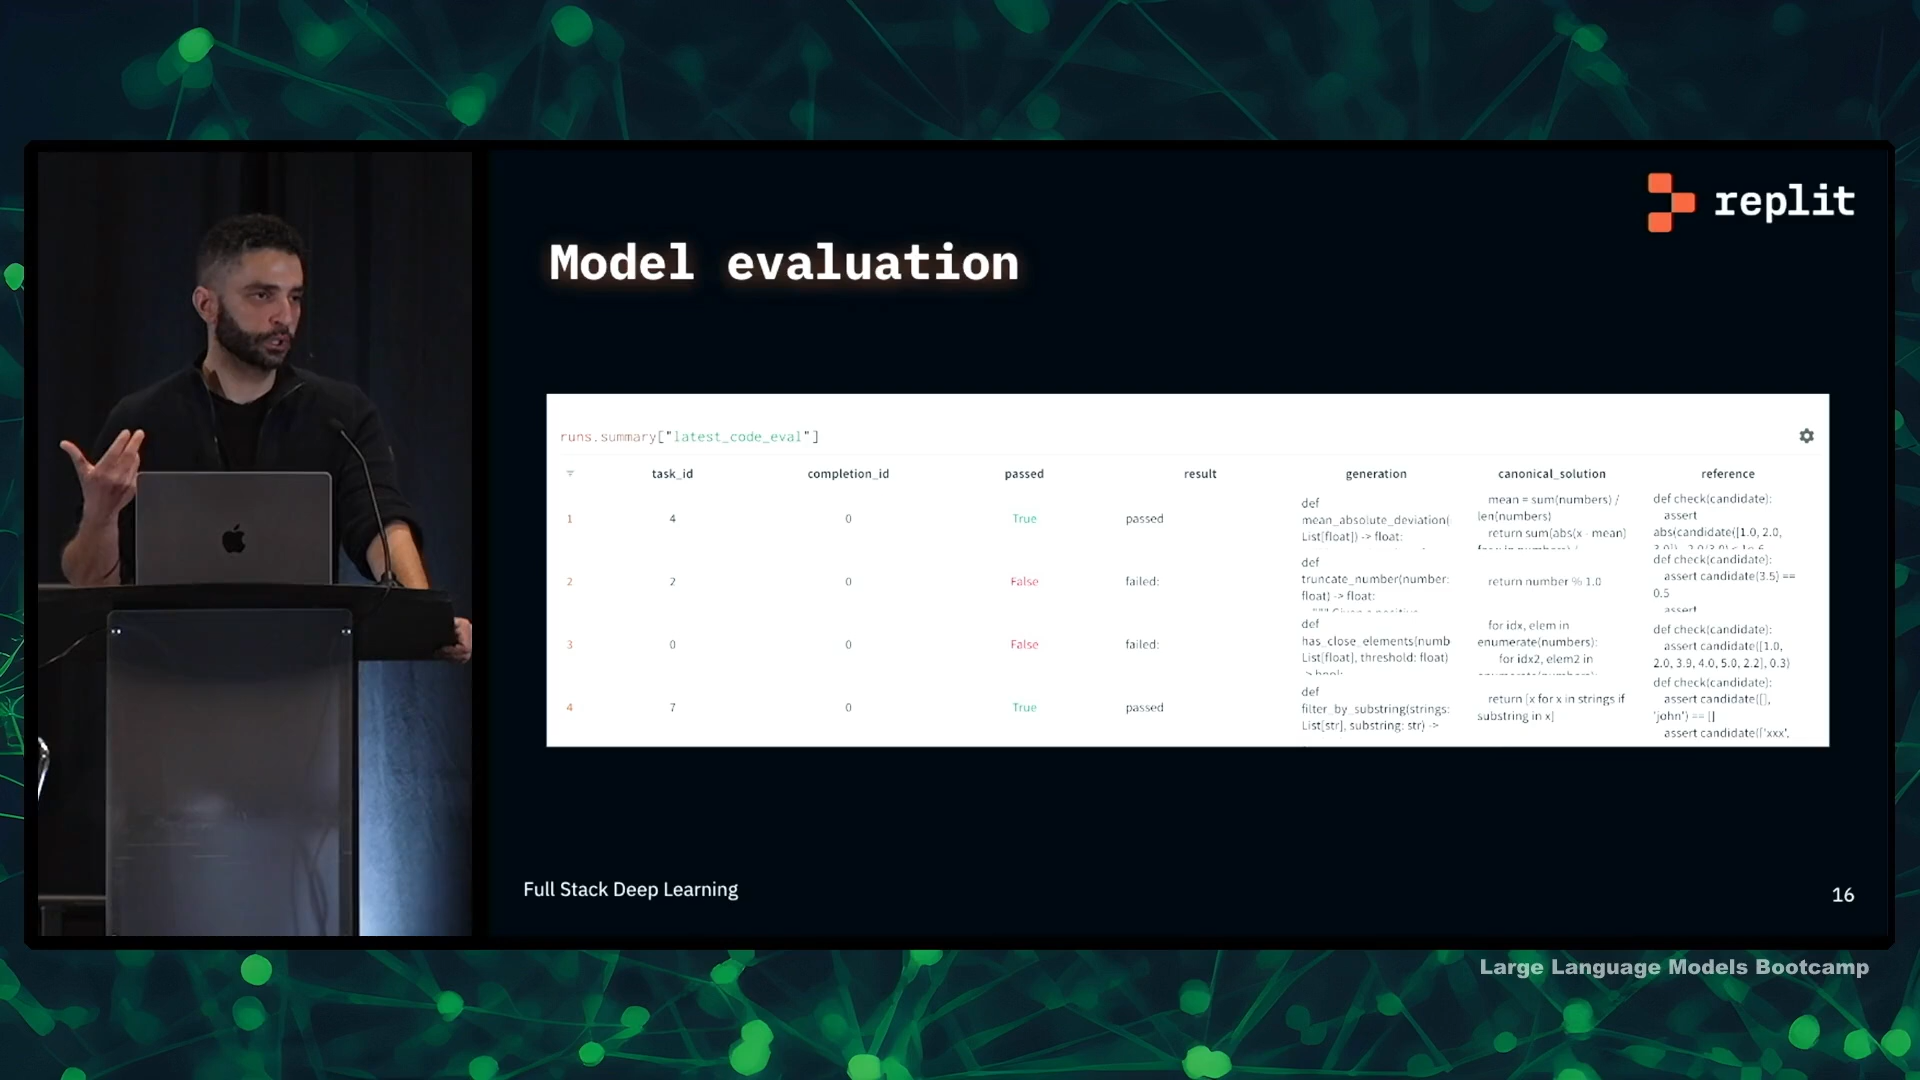 replit
Model evaluation
runs.summary["latest_code_eval"]
task_id completion_id passed result generation canonical_solution reference
1 4 0 True passed
def
mean_absolute_deviation(
List[float]) -> float:
mean = sum(numbers) /
len(numbers)
return sum(abs(x - mean)
def check(candidate):
assert
abs(candidate([1.0, 2.0,
2 2 0 False failed:
def
truncate_number(number:
float) -> float:
return number % 1.0
def check(candidate):
assert candidate(3.5) ==
0.5
assert
3 0 0 False failed:
def
has_close_elements(numb
List[float], threshold: float)
for idx, elem in
enumerate(numbers):
for idx2, elem2 in
def check(candidate):
assert candidate([1.0,
2.0, 3.9, 4.0, 5.0, 2.2], 0.3)
4 7 0 True passed
def
filter_by_substring(strings:
List[str], substring: str) ->
return [x for x in strings if
substring in x]
def check(candidate):
assert candidate([],
'john') == []
assert candidate(['xxx',
Full Stack Deep Learning
16
Large Language Models Bootcamp